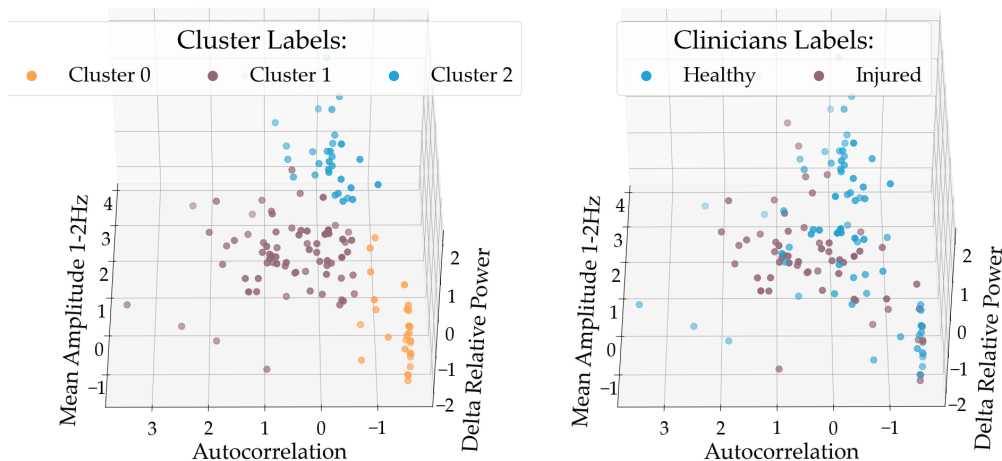 Cluster Labels:
Cluster 0 Cluster 1 Cluster 2
Mean Amplitude 1-2Hz
4
3
2
1
0
−1
3 2 1 0 −1
Autocorrelation
2
1
0
−1
−2
Delta Relative Power
Clinicians Labels:
Healthy Injured
Mean Amplitude 1-2Hz
4
3
2
1
0
−1
3 2 1 0 −1
Autocorrelation
2
1
0
−1
−2
Delta Relative Power